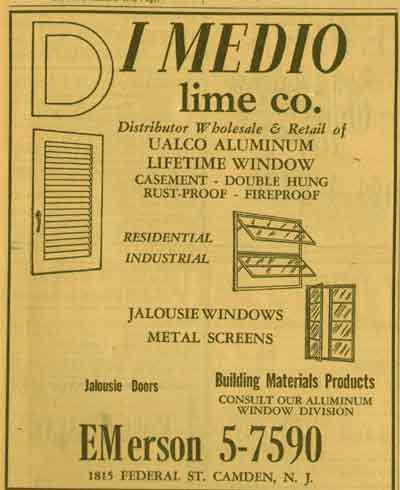 DI MEDIO
lime co.
Distributor Wholesale & Retail of
UALCO ALUMINUM
LIFETIME WINDOW
CASEMENT - DOUBLE HUNG
RUST-PROOF - FIREPROOF
RESIDENTIAL
INDUSTRIAL
JALOUSIE WINDOWS
METAL SCREENS
Jalousie Doors
Building Materials Products
CONSULT OUR ALUMINUM
WINDOW DIVISION
EMerson 5-7590
1815 FEDERAL ST. CAMDEN, N. J.